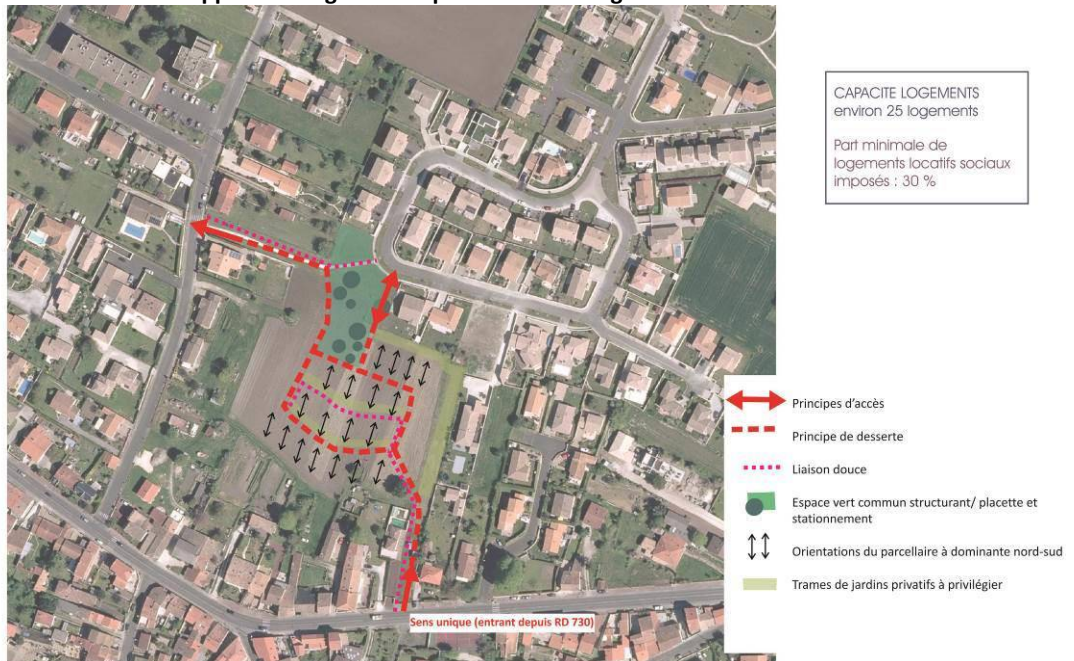 CAPACITE LOGEMENTS
environ 25 logements
Part minimale de
logements locatifs sociaux
imposés : 30 %
Principes d'accès
Principe de desserte
Liaison douce
Espace vert commun structurant/ placette et
stationnement
Orientations du parcellaire à dominante nord-sud
Trames de jardins privatifs à privilégier
Sens unique (entrant depuis RD 730)